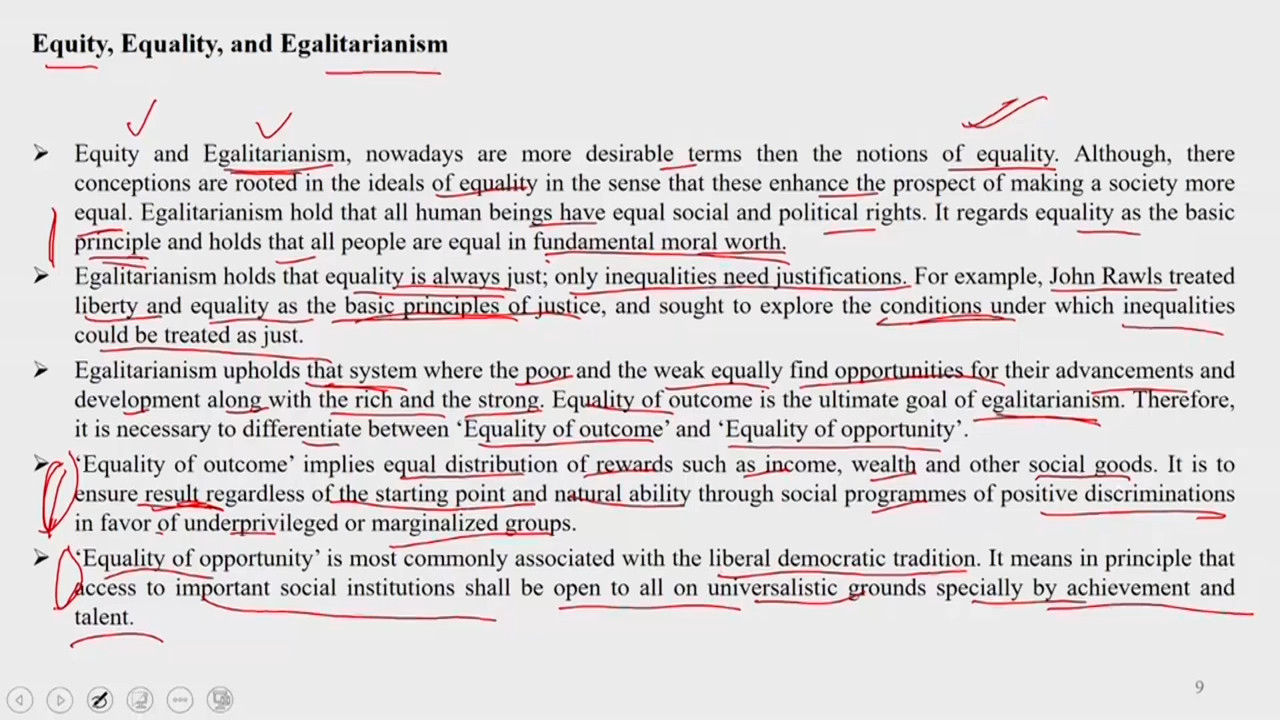 Equity, Equality, and Egalitarianism
➤ Equity and Egalitarianism, nowadays are more desirable terms then the notions of equality. Although, there
conceptions are rooted in the ideals of equality in the sense that these enhance the prospect of making a society more
equal. Egalitarianism hold that all human beings have equal social and political rights. It regards equality as the basic
principle and holds that all people are equal in fundamental moral worth.
➤ Egalitarianism holds that equality is always just; only inequalities need justifications. For example, John Rawls treated
liberty and equality as the basic principles of justice, and sought to explore the conditions under which inequalities
could be treated as just.
➤ Egalitarianism upholds that system where the poor and the weak equally find opportunities for their advancements and
development along with the rich and the strong. Equality of outcome is the ultimate goal of egalitarianism. Therefore,
it is necessary to differentiate between ‘Equality of outcome’ and ‘Equality of opportunity’.
➤ ‘Equality of outcome’ implies equal distribution of rewards such as income, wealth and other social goods. It is to
ensure result regardless of the starting point and natural ability through social programmes of positive discriminations
in favor of underprivileged or marginalized groups.
➤ ‘Equality of opportunity’ is most commonly associated with the liberal democratic tradition. It means in principle that
access to important social institutions shall be open to all on universalistic grounds specially by achievement and
talent.
9